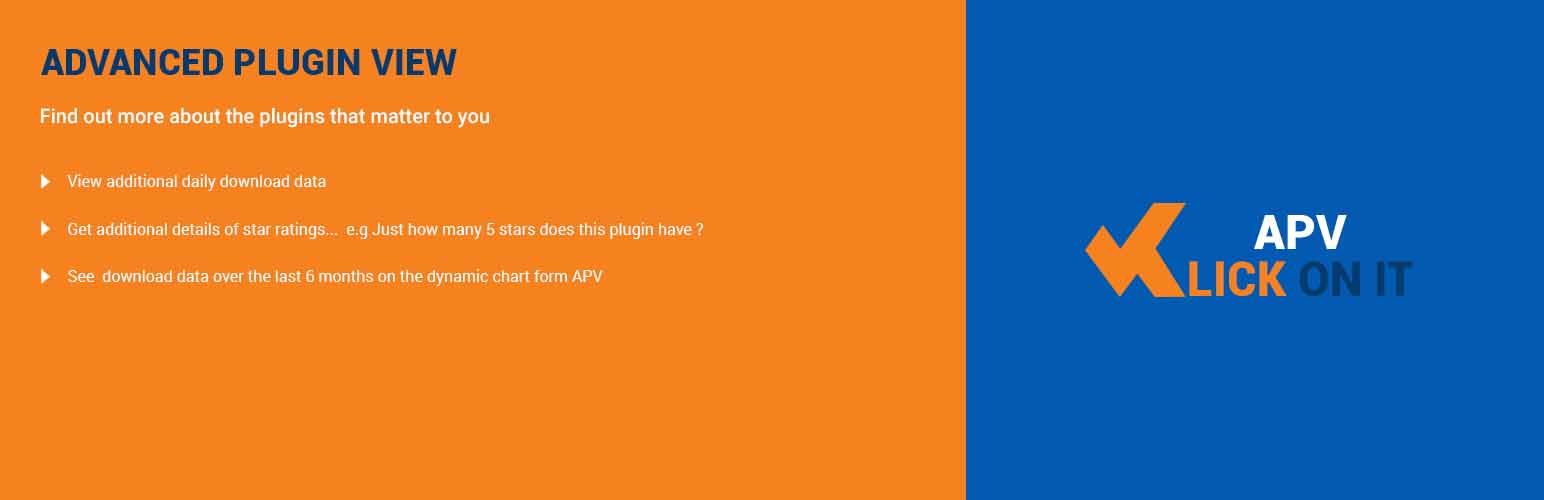 ADVANCED PLUGIN VIEW
Find out more about the plugins that matter to you
View additional daily download data
Get additional details of star ratings...  e.g Just how many 5 stars does this plugin have ?
See  download data over the last 6 months on the dynamic chart form APV
APV
KLICK ON IT